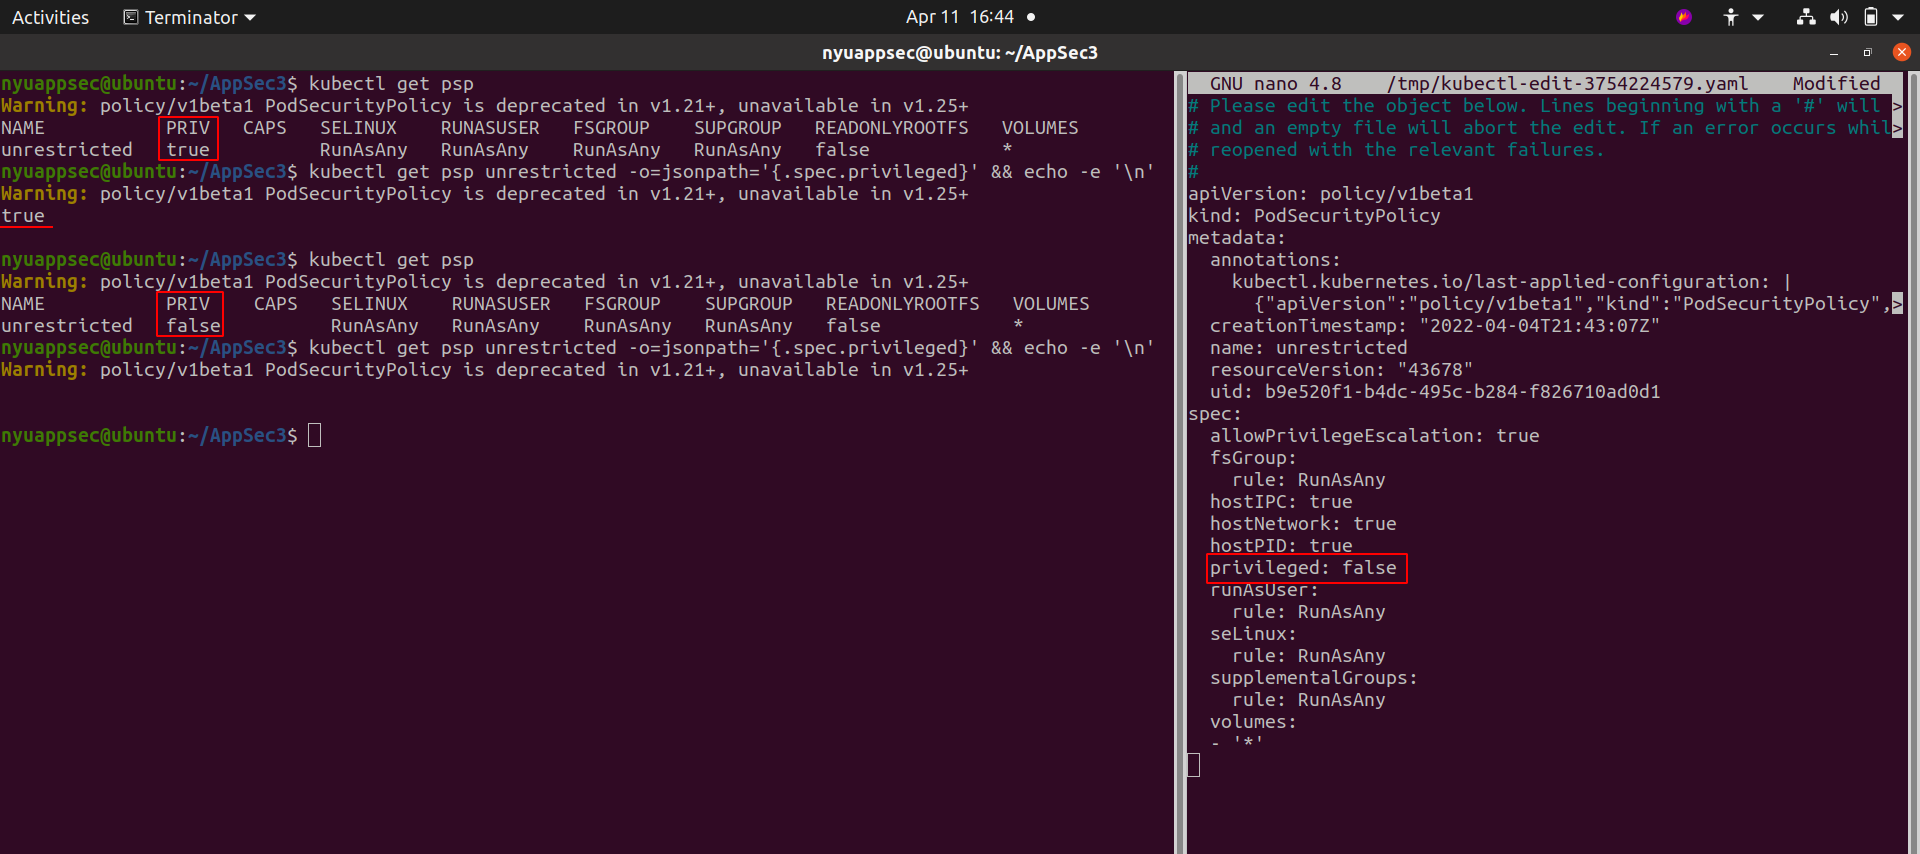 Activities Terminator Apr 11 16:44
nyuappsec@ubuntu: ~/AppSec3
nyuappsec@ubuntu:~/AppSec3$ kubectl get psp
Warning: policy/v1beta1 PodSecurityPolicy is deprecated in v1.21+, unavailable in v1.25+
NAME PRIV CAPS SELINUX RUNASUSER FSGROUP SUPGROUP READONLYROOTFS VOLUMES
unrestricted true RunAsAny RunAsAny RunAsAny RunAsAny false *
nyuappsec@ubuntu:~/AppSec3$ kubectl get psp unrestricted -o=jsonpath='{.spec.privileged}' && echo -e '\n'
Warning: policy/v1beta1 PodSecurityPolicy is deprecated in v1.21+, unavailable in v1.25+
true
nyuappsec@ubuntu:~/AppSec3$ kubectl get psp
Warning: policy/v1beta1 PodSecurityPolicy is deprecated in v1.21+, unavailable in v1.25+
NAME PRIV CAPS SELINUX RUNASUSER FSGROUP SUPGROUP READONLYROOTFS VOLUMES
unrestricted false RunAsAny RunAsAny RunAsAny RunAsAny false *
nyuappsec@ubuntu:~/AppSec3$ kubectl get psp unrestricted -o=jsonpath='{.spec.privileged}' && echo -e '\n'
Warning: policy/v1beta1 PodSecurityPolicy is deprecated in v1.21+, unavailable in v1.25+
nyuappsec@ubuntu:~/AppSec3$
GNU nano 4.8 /tmp/kubectl-edit-3754224579.yaml Modified
# Please edit the object below. Lines beginning with a '#' will >
# and an empty file will abort the edit. If an error occurs whil>
# reopened with the relevant failures.
#
apiVersion: policy/v1beta1
kind: PodSecurityPolicy
metadata:
  annotations:
    kubectl.kubernetes.io/last-applied-configuration: |
      {"apiVersion":"policy/v1beta1","kind":"PodSecurityPolicy",>
  creationTimestamp: "2022-04-04T21:43:07Z"
  name: unrestricted
  resourceVersion: "43678"
  uid: b9e520f1-b4dc-495c-b284-f826710ad0d1
spec:
  allowPrivilegeEscalation: true
  fsGroup:
    rule: RunAsAny
  hostIPC: true
  hostNetwork: true
  hostPID: true
  privileged: false
  runAsUser:
    rule: RunAsAny
  seLinux:
    rule: RunAsAny
  supplementalGroups:
    rule: RunAsAny
  volumes:
  - '*'